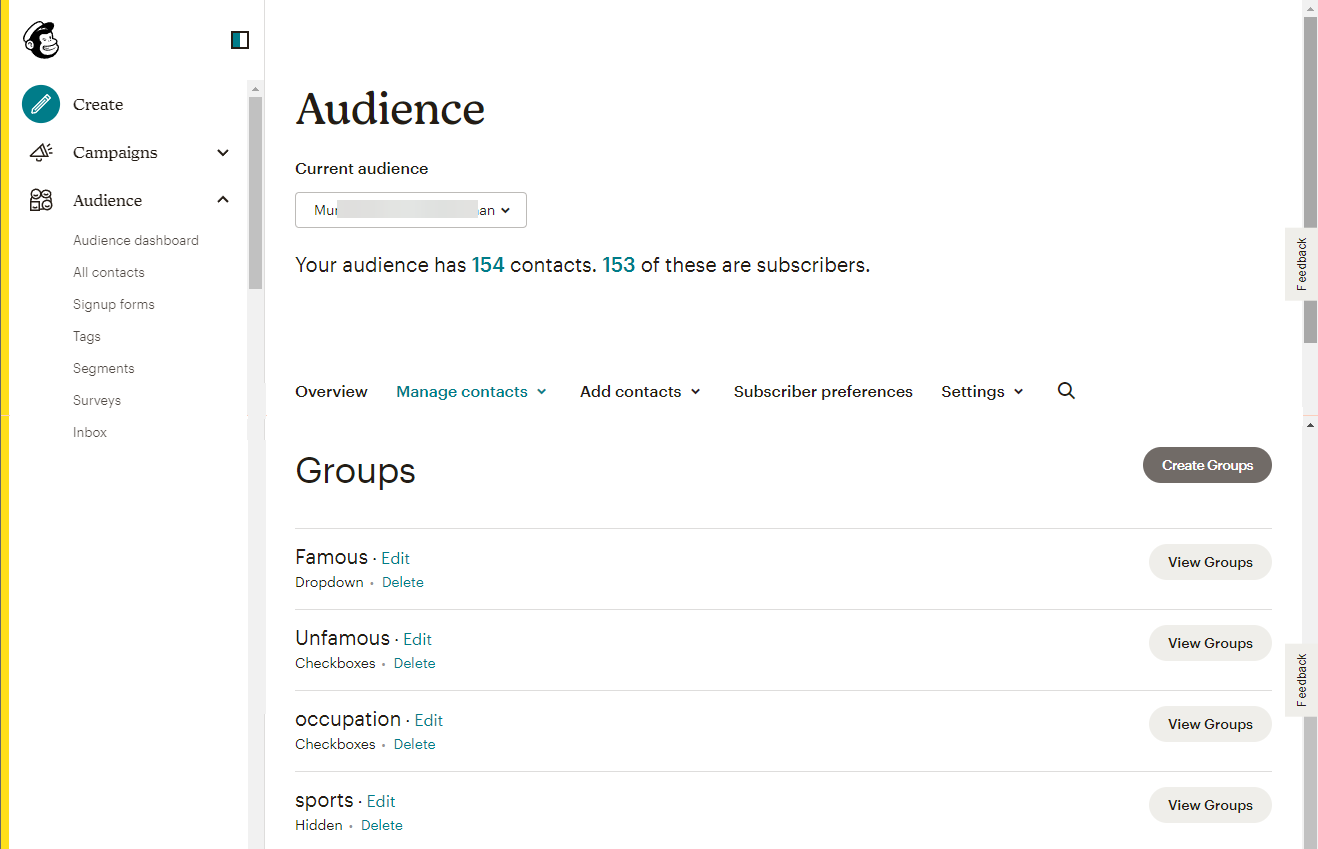 Create
Campaigns
Audience
Audience dashboard
All contacts
Signup forms
Tags
Segments
Surveys
Inbox
Audience
Current audience
Your audience has 154 contacts. 153 of these are subscribers.
Overview Manage contacts Add contacts Subscriber preferences Settings
Groups
Create Groups
Famous · Edit
Dropdown • Delete
View Groups
Unfamous · Edit
Checkboxes • Delete
View Groups
occupation · Edit
Checkboxes • Delete
View Groups
sports · Edit
Hidden • Delete
View Groups
Feedback
Feedback